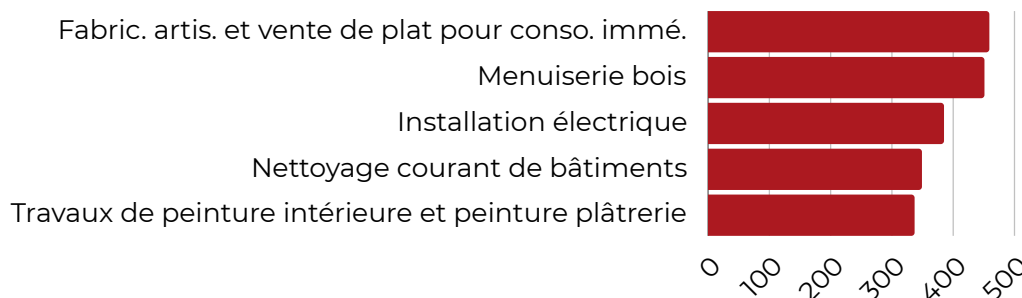 Fabric. artis. et vente de plat pour conso. immé.
Menuiserie bois
Installation électrique
Nettoyage courant de bâtiments
Travaux de peinture intérieure et peinture plâtrerie
0 100 200 300 400 500